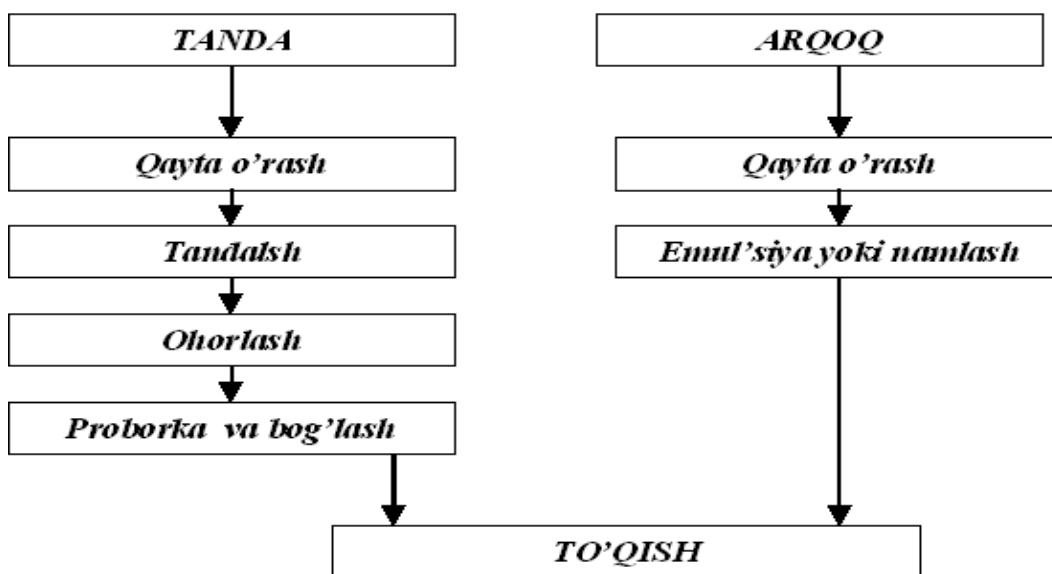 TANDA
ARQOQ
Qayta o’rash
Qayta o’rash
Tandalsh
Emul’siya yoki namlash
Ohorlash
Proborka va bog’lash
TO’QISH